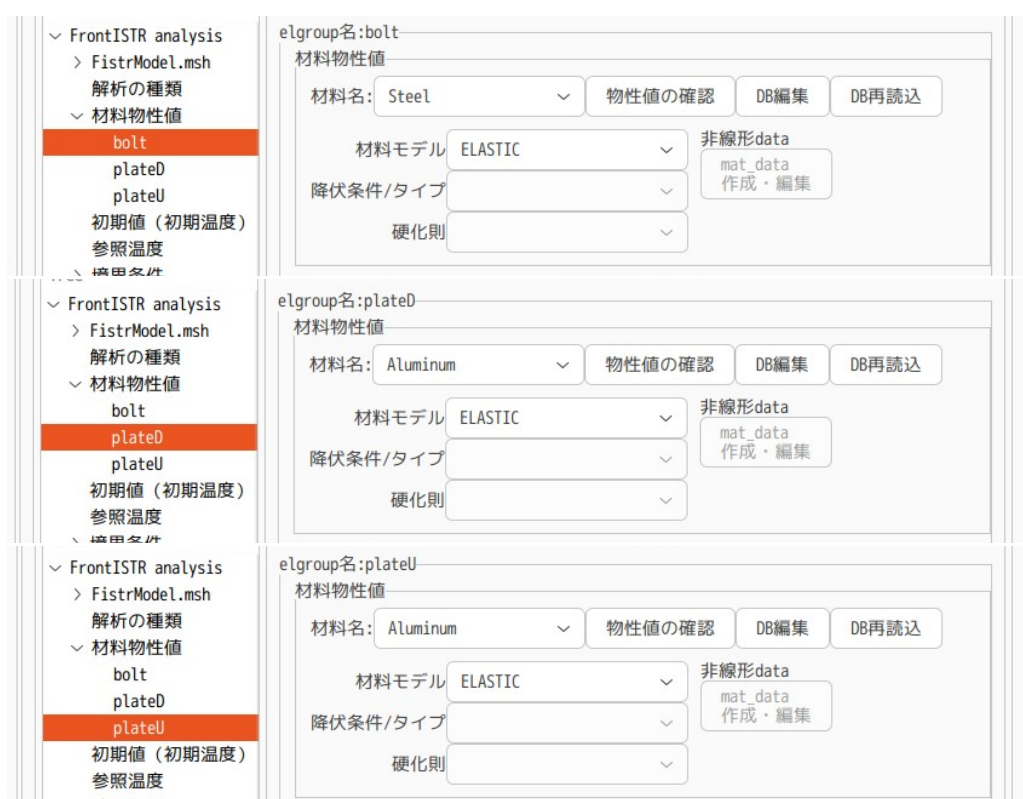 FrontISTR analysis
FistrModel.msh
解析の種類
材料物性値
bolt
plateD
plateU
初期値 (初期温度)
参照温度
境界条件
elgroup名:bolt
材料物性値
材料名: Steel 物性値の確認 DB編集 DB再読込
材料モデル ELASTIC
降伏条件/タイプ
硬化則
非線形data
mat_data
作成・編集
FrontISTR analysis
FistrModel.msh
解析の種類
材料物性値
bolt
plateD
plateU
初期値 (初期温度)
参照温度
境界条件
elgroup名:plateD
材料物性値
材料名: Aluminum 物性値の確認 DB編集 DB再読込
材料モデル ELASTIC
降伏条件/タイプ
硬化則
非線形data
mat_data
作成・編集
FrontISTR analysis
FistrModel.msh
解析の種類
材料物性値
bolt
plateD
plateU
初期値 (初期温度)
参照温度
elgroup名:plateU
材料物性値
材料名: Aluminum 物性値の確認 DB編集 DB再読込
材料モデル ELASTIC
降伏条件/タイプ
硬化則
非線形data
mat_data
作成・編集